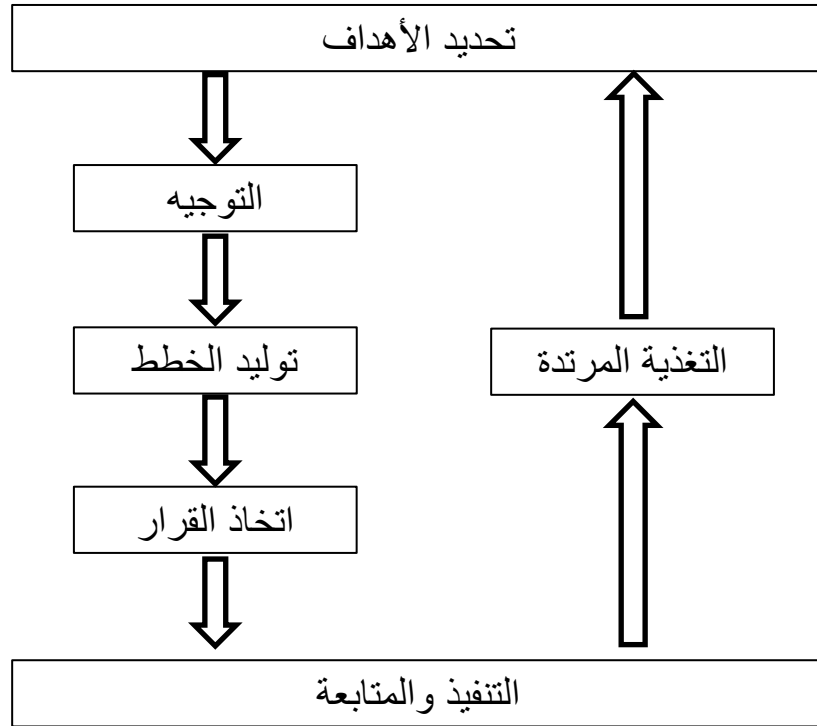 تحديد الأهداف
التوجيه
توليد الخطط
التغذية المرتدة
اتخاذ القرار
التنفيذ والمتابعة